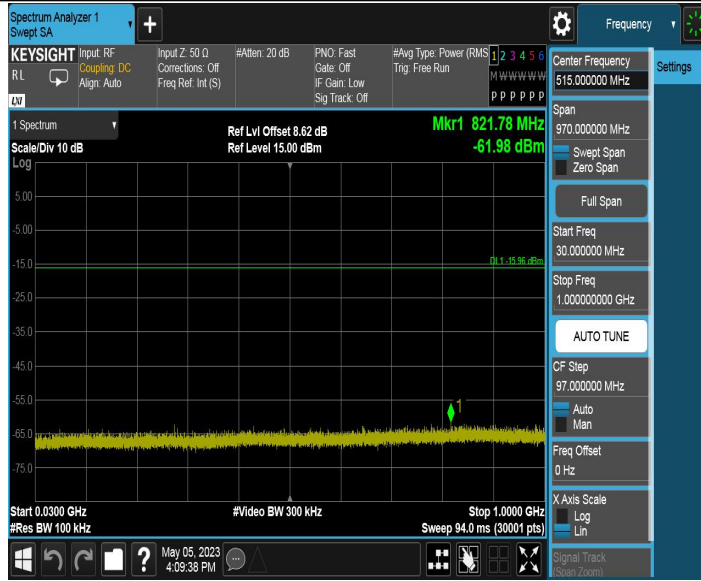 Spectrum Analyzer 1
Swept SA
Frequency
KEYSIGHT
RL
LXI
Input: RF
Coupling: DC
Align: Auto
Input Z: 50 Ω
Corrections: Off
Freq Ref: Int (S)
#Atten: 20 dB
PNO: Fast
Gate: Off
IF Gain: Low
Sig Track: Off
#Avg Type: Power (RMS
Trig: Free Run
1 2 3 4 5 6
M W W W W W
P P P P P P
1 Spectrum
Scale/Div 10 dB
Log
Ref Lvl Offset 8.62 dB
Ref Level 15.00 dBm
Mkr1 821.78 MHz
-61.98 dBm
5.00
-5.00
-15.0
DL1 -15.96 dBm
-25.0
-35.0
-45.0
-55.0
1
-65.0
-75.0
Start 0.0300 GHz
#Res BW 100 kHz
#Video BW 300 kHz
Stop 1.0000 GHz
Sweep 94.0 ms (30001 pts)
?
May 05, 2023
4:09:38 PM
Center Frequency
515.000000 MHz
Settings
Span
970.000000 MHz
Swept Span
Zero Span
Full Span
Start Freq
30.000000 MHz
Stop Freq
1.000000000 GHz
AUTO TUNE
CF Step
97.000000 MHz
Auto
Man
Freq Offset
0 Hz
X Axis Scale
Log
Lin
Signal Track
(Span Zoom)